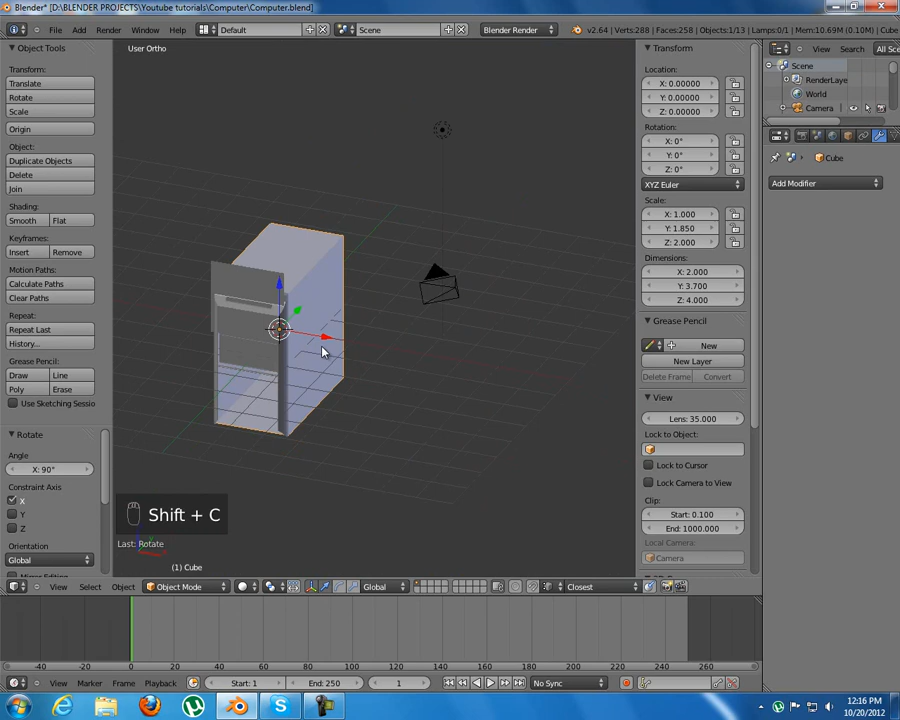 Blender* [D:\BLENDER PROJECTS\Youtube tutorials\Computer\Computer.blend]
File Add Render Window Help Default Scene Blender Render v2.64 | Verts:288 | Faces:258 | Objects:1/13 | Lamps:0/1 | Mem:10.69M (0.10M) | Cube
Object Tools
Transform:
Translate
Rotate
Scale
Origin
Object:
Duplicate Objects
Delete
Join
Shading:
Smooth Flat
Keyframes:
Insert Remove
Motion Paths:
Calculate Paths
Clear Paths
Repeat:
Repeat Last
History...
Grease Pencil:
Draw Line
Poly Erase
Use Sketching Sessio
Rotate
Angle
X: 90°
Constraint Axis
X
Y
Z
Orientation
Global
User Ortho
Shift + C
Last: Rotate
(1) Cube
Transform
Location:
X: 0.00000
Y: 0.00000
Z: 0.00000
Rotation:
X: 0°
Y: 0°
Z: 0°
XYZ Euler
Scale:
X: 1.000
Y: 1.850
Z: 2.000
Dimensions:
X: 2.000
Y: 3.700
Z: 4.000
Grease Pencil
New
New Layer
Delete Frame Convert
View
Lens: 35.000
Lock to Object:
Lock to Cursor
Lock Camera to View
Clip:
Start: 0.100
End: 1000.000
Local Camera:
Camera
View Search All Sce
Scene
RenderLaye
World
Camera
Cube
Add Modifier
View Select Object Object Mode Global Closest
-40 -20 0 20 40 60 80 100 120 140 160 180 200 220 240 260
View Marker Frame Playback Start: 1 End: 250 1 No Sync
12:16 PM
10/20/2012